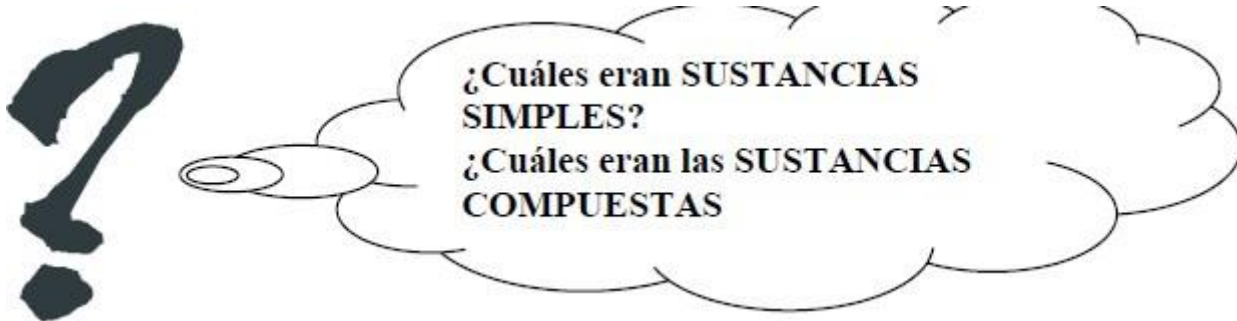 ¿Cuáles eran SUSTANCIAS
SIMPLES?
¿Cuáles eran las SUSTANCIAS
COMPUESTAS